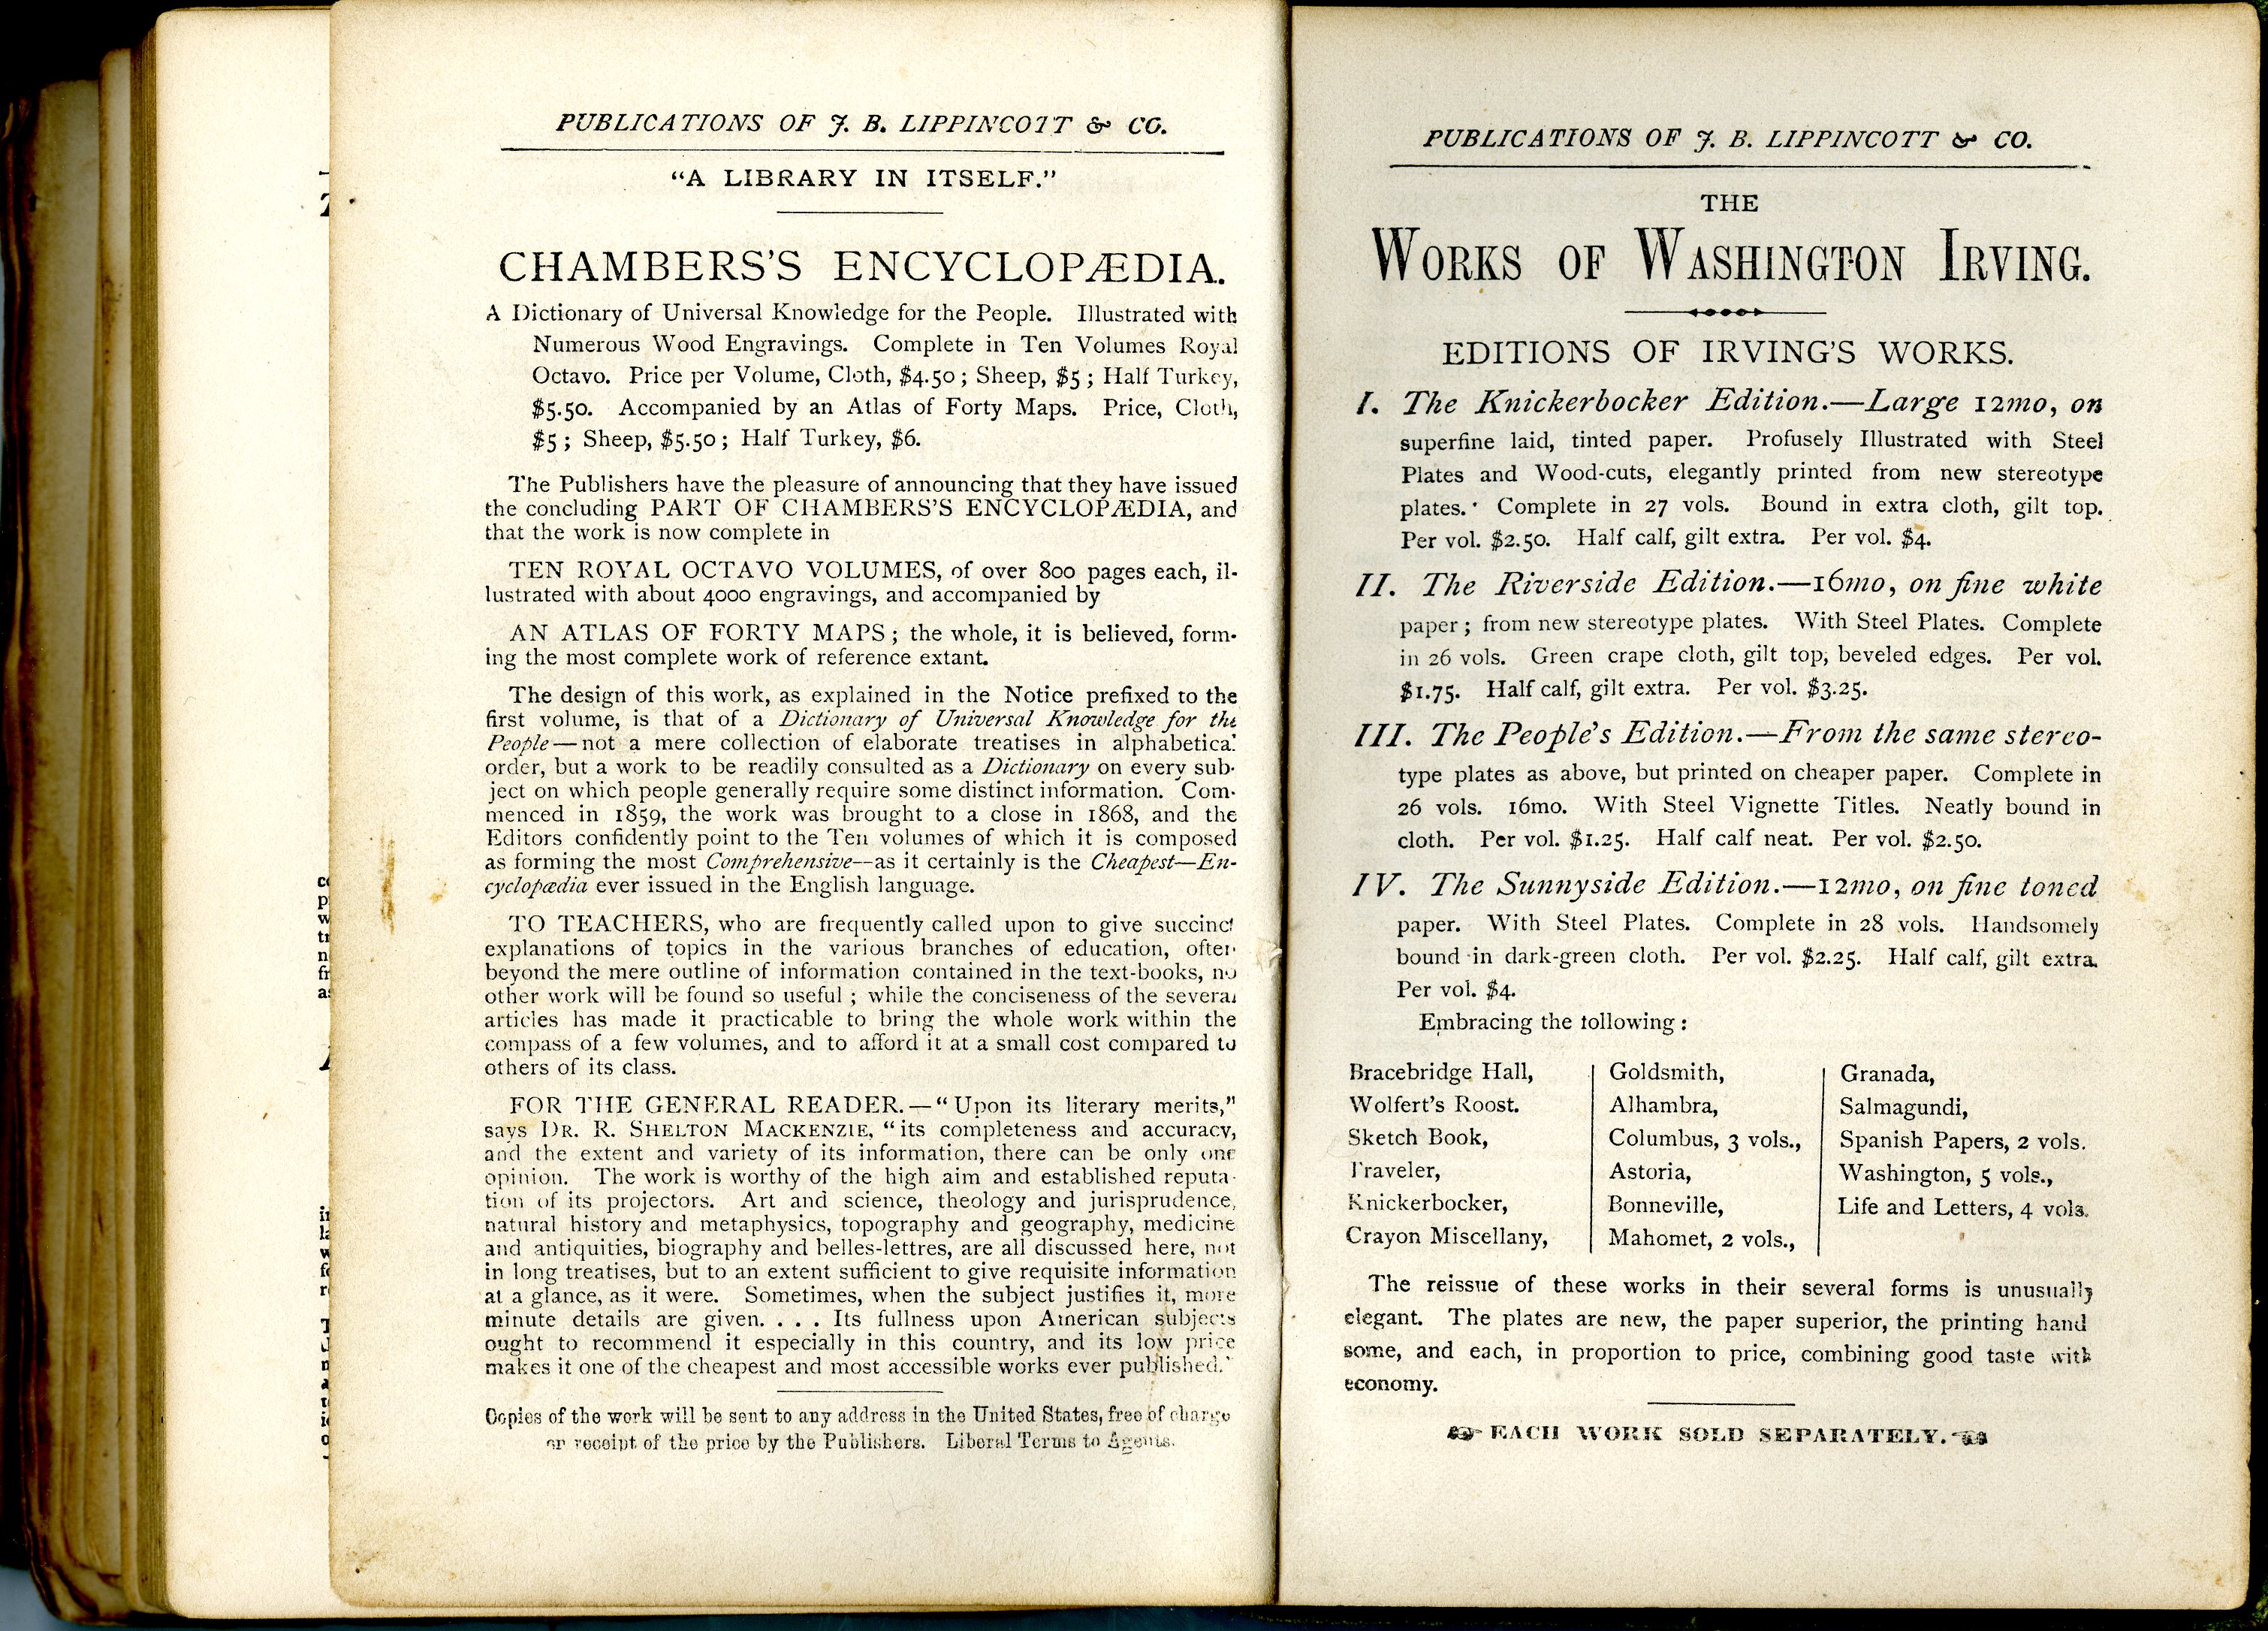 PUBLICATIONS OF J. B. LIPPINCOTT & CO.
“A LIBRARY IN ITSELF.”
CHAMBERS'S ENCYCLOPÆDIA.
A Dictionary of Universal Knowledge for the People. Illustrated with
Numerous Wood Engravings. Complete in Ten Volumes Royal
Octavo. Price per Volume, Cloth, $4.50; Sheep, $5; Half Turkey,
$5.50. Accompanied by an Atlas of Forty Maps. Price, Cloth,
$5; Sheep, $5.50; Half Turkey, $6.
The Publishers have the pleasure of announcing that they have issued
the concluding PART OF CHAMBERS'S ENCYCLOPÆDIA, and
that the work is now complete in
TEN ROYAL OCTAVO VOLUMES, of over 800 pages each, il-
lustrated with about 4000 engravings, and accompanied by
AN ATLAS OF FORTY MAPS; the whole, it is believed, form-
ing the most complete work of reference extant.
The design of this work, as explained in the Notice prefixed to the
first volume, is that of a Dictionary of Universal Knowledge for the
People—not a mere collection of elaborate treatises in alphabetical
order, but a work to be readily consulted as a Dictionary on every sub-
ject on which people generally require some distinct information. Com-
menced in 1859, the work was brought to a close in 1868, and the
Editors confidently point to the Ten volumes of which it is composed
as forming the most Comprehensive—as it certainly is the Cheapest—En-
cyclopædia ever issued in the English language.
TO TEACHERS, who are frequently called upon to give succinct
explanations of topics in the various branches of education, often
beyond the mere outline of information contained in the text-books, no
other work will be found so useful; while the conciseness of the several
articles has made it practicable to bring the whole work within the
compass of a few volumes, and to afford it at a small cost compared to
others of its class.
FOR THE GENERAL READER.—“Upon its literary merits,”
says DR. R. SHELTON MACKENZIE, “its completeness and accuracy,
and the extent and variety of its information, there can be only one
opinion. The work is worthy of the high aim and established reputa-
tion of its projectors. Art and science, theology and jurisprudence,
natural history and metaphysics, topography and geography, medicine
and antiquities, biography and belles-lettres, are all discussed here, not
in long treatises, but to an extent sufficient to give requisite information
at a glance, as it were. Sometimes, when the subject justifies it, more
minute details are given. . . . Its fullness upon American subjects
ought to recommend it especially in this country, and its low price
makes it one of the cheapest and most accessible works ever published.”
Copies of the work will be sent to any address in the United States, free of charge
or receipt of the price by the Publishers. Liberal Terms to Agents.
PUBLICATIONS OF J. B. LIPPINCOTT & CO.
THE
WORKS OF WASHINGTON IRVING.
EDITIONS OF IRVING'S WORKS.
I. The Knickerbocker Edition.—Large 12mo, on
superfine laid, tinted paper. Profusely Illustrated with Steel
Plates and Wood-cuts, elegantly printed from new stereotype
plates. Complete in 27 vols. Bound in extra cloth, gilt top.
Per vol. $2.50. Half calf, gilt extra. Per vol. $4.
II. The Riverside Edition.—16mo, on fine white
paper; from new stereotype plates. With Steel Plates. Complete
in 26 vols. Green crape cloth, gilt top, beveled edges. Per vol.
$1.75. Half calf, gilt extra. Per vol. $3.25.
III. The People's Edition.—From the same stereo-
type plates as above, but printed on cheaper paper. Complete in
26 vols. 16mo. With Steel Vignette Titles. Neatly bound in
cloth. Per vol. $1.25. Half calf neat. Per vol. $2.50.
IV. The Sunnyside Edition.—12mo, on fine toned
paper. With Steel Plates. Complete in 28 vols. Handsomely
bound in dark-green cloth. Per vol. $2.25. Half calf, gilt extra.
Per vol. $4.
Embracing the following:
Bracebridge Hall,
Wolfert's Roost.
Sketch Book,
Traveler,
Knickerbocker,
Crayon Miscellany,
Goldsmith,
Alhambra,
Columbus, 3 vols.,
Astoria,
Bonneville,
Mahomet, 2 vols.,
Granada,
Salmagundi,
Spanish Papers, 2 vols.
Washington, 5 vols.,
Life and Letters, 4 vols.
The reissue of these works in their several forms is unusually
elegant. The plates are new, the paper superior, the printing hand
some, and each, in proportion to price, combining good taste with
economy.
EACH WORK SOLD SEPARATELY.